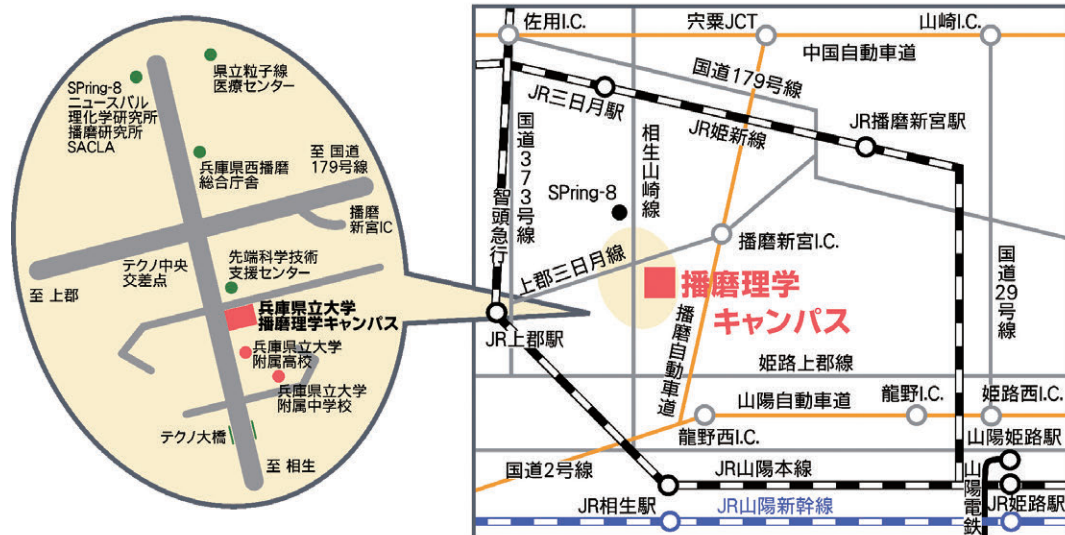 SPring-8
ニュースバル
理化学研究所
播磨研究所
SACLA
県立粒子線
医療センター
兵庫県西播磨
総合庁舎
至 国道
179号線
播磨
新宮IC
テクノ中央
交差点
先端科学技術
支援センター
至 上郡
兵庫県立大学
播磨理学キャンパス
兵庫県立大学
附属高校
兵庫県立大学
附属中学校
テクノ大橋
至 相生
佐用I.C.
宍粟JCT
山崎I.C.
中国自動車道
国道179号線
JR三日月駅
JR姫新線
JR播磨新宮駅
国道373号線
智頭急行
相生山崎線
SPring-8
播磨新宮I.C.
上郡三日月線
播磨理学
キャンパス
国道29号線
JR上郡駅
播磨自動車道
姫路上郡線
山陽自動車道
龍野I.C.
姫路西I.C.
龍野西I.C.
山陽姫路駅
国道2号線
JR山陽本線
山陽電鉄
JR相生駅
JR山陽新幹線
JR姫路駅